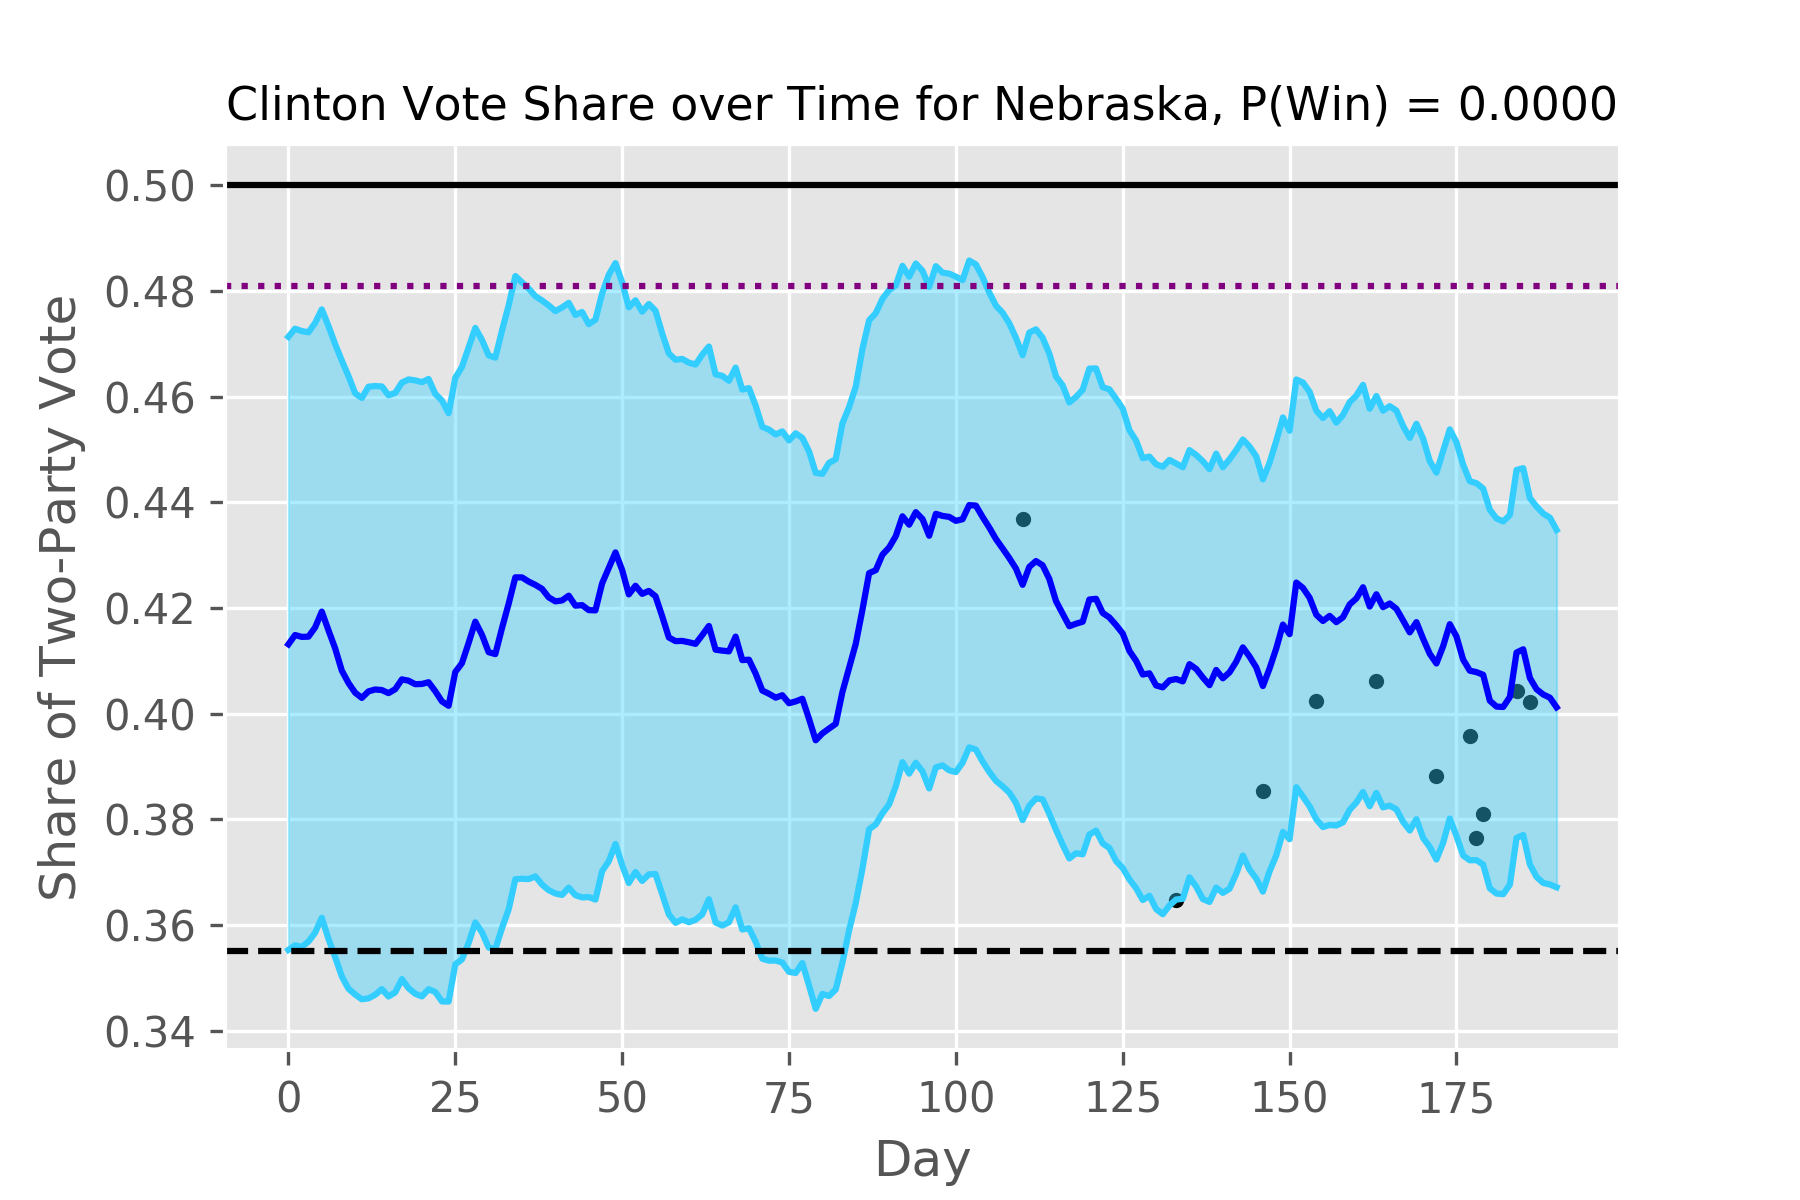 Clinton Vote Share over Time for Nebraska, P(Win) = 0.0000
Share of Two-Party Vote
0.50
0.48
0.46
0.44
0.42
0.40
0.38
0.36
0.34
0 25 50 75 100 125 150 175
Day